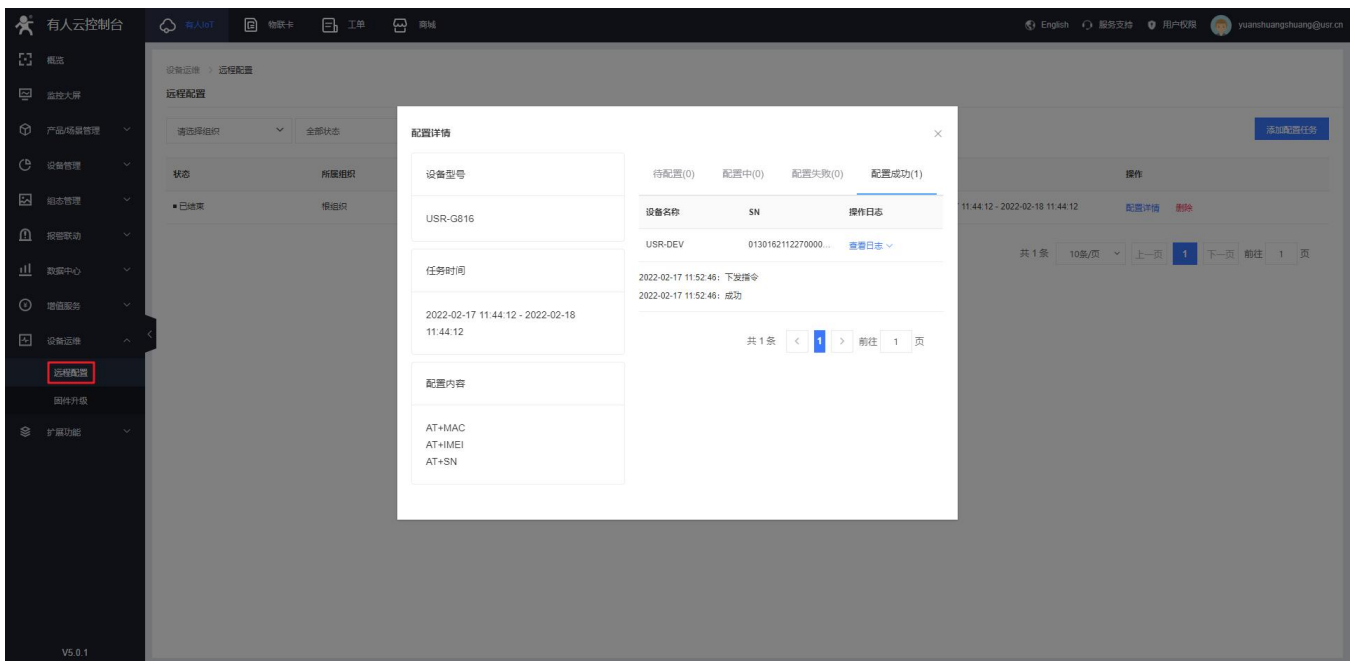 有人云控制台
有人IoT
物联卡
工单
商城
English
服务支持
用户权限
yuanshuangshuang@usr.cn
概览
监控大屏
产品/场景管理
设备管理
组态管理
报警联动
数据中心
增值服务
设备运维
远程配置
固件升级
扩展功能
V5.0.1
设备运维 > 远程配置
远程配置
请选择组织
全部状态
添加配置任务
状态
所属组织
操作
已结束
根组织
11:44:12 - 2022-02-18 11:44:12
配置详情
删除
共 1 条
10条/页
上一页
1
下一页
前往 1 页
配置详情
设备型号
USR-G816
任务时间
2022-02-17 11:44:12 - 2022-02-18
11:44:12
配置内容
AT+MAC
AT+IMEI
AT+SN
待配置(0)
配置中(0)
配置失败(0)
配置成功(1)
设备名称
SN
操作日志
USR-DEV
0130162112270000...
查看日志
2022-02-17 11:52:46: 下发指令
2022-02-17 11:52:46: 成功
共 1 条
1
前往 1 页